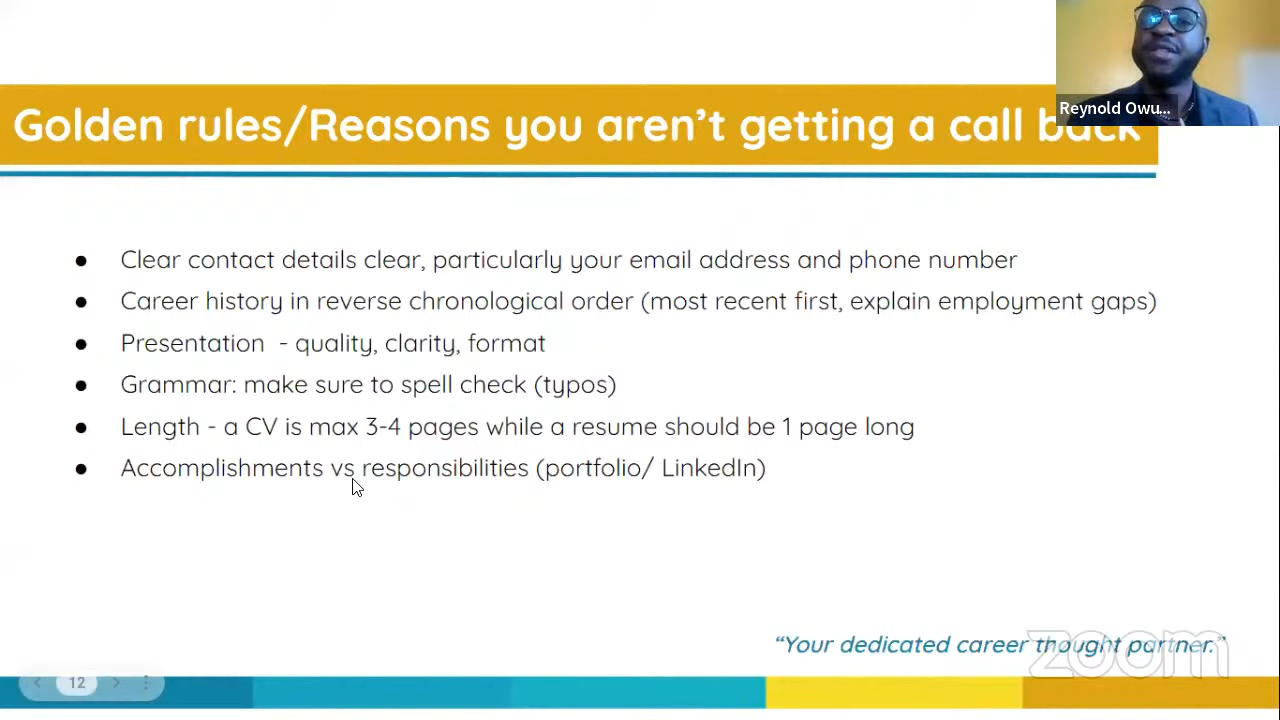 Reynold Owu...
Golden rules/Reasons you aren't getting a call back
● Clear contact details clear, particularly your email address and phone number
● Career history in reverse chronological order (most recent first, explain employment gaps)
● Presentation - quality, clarity, format
● Grammar: make sure to spell check (typos)
● Length - a CV is max 3-4 pages while a resume should be 1 page long
● Accomplishments vs responsibilities (portfolio/ LinkedIn)
“Your dedicated career thought partner.”
zoom
12